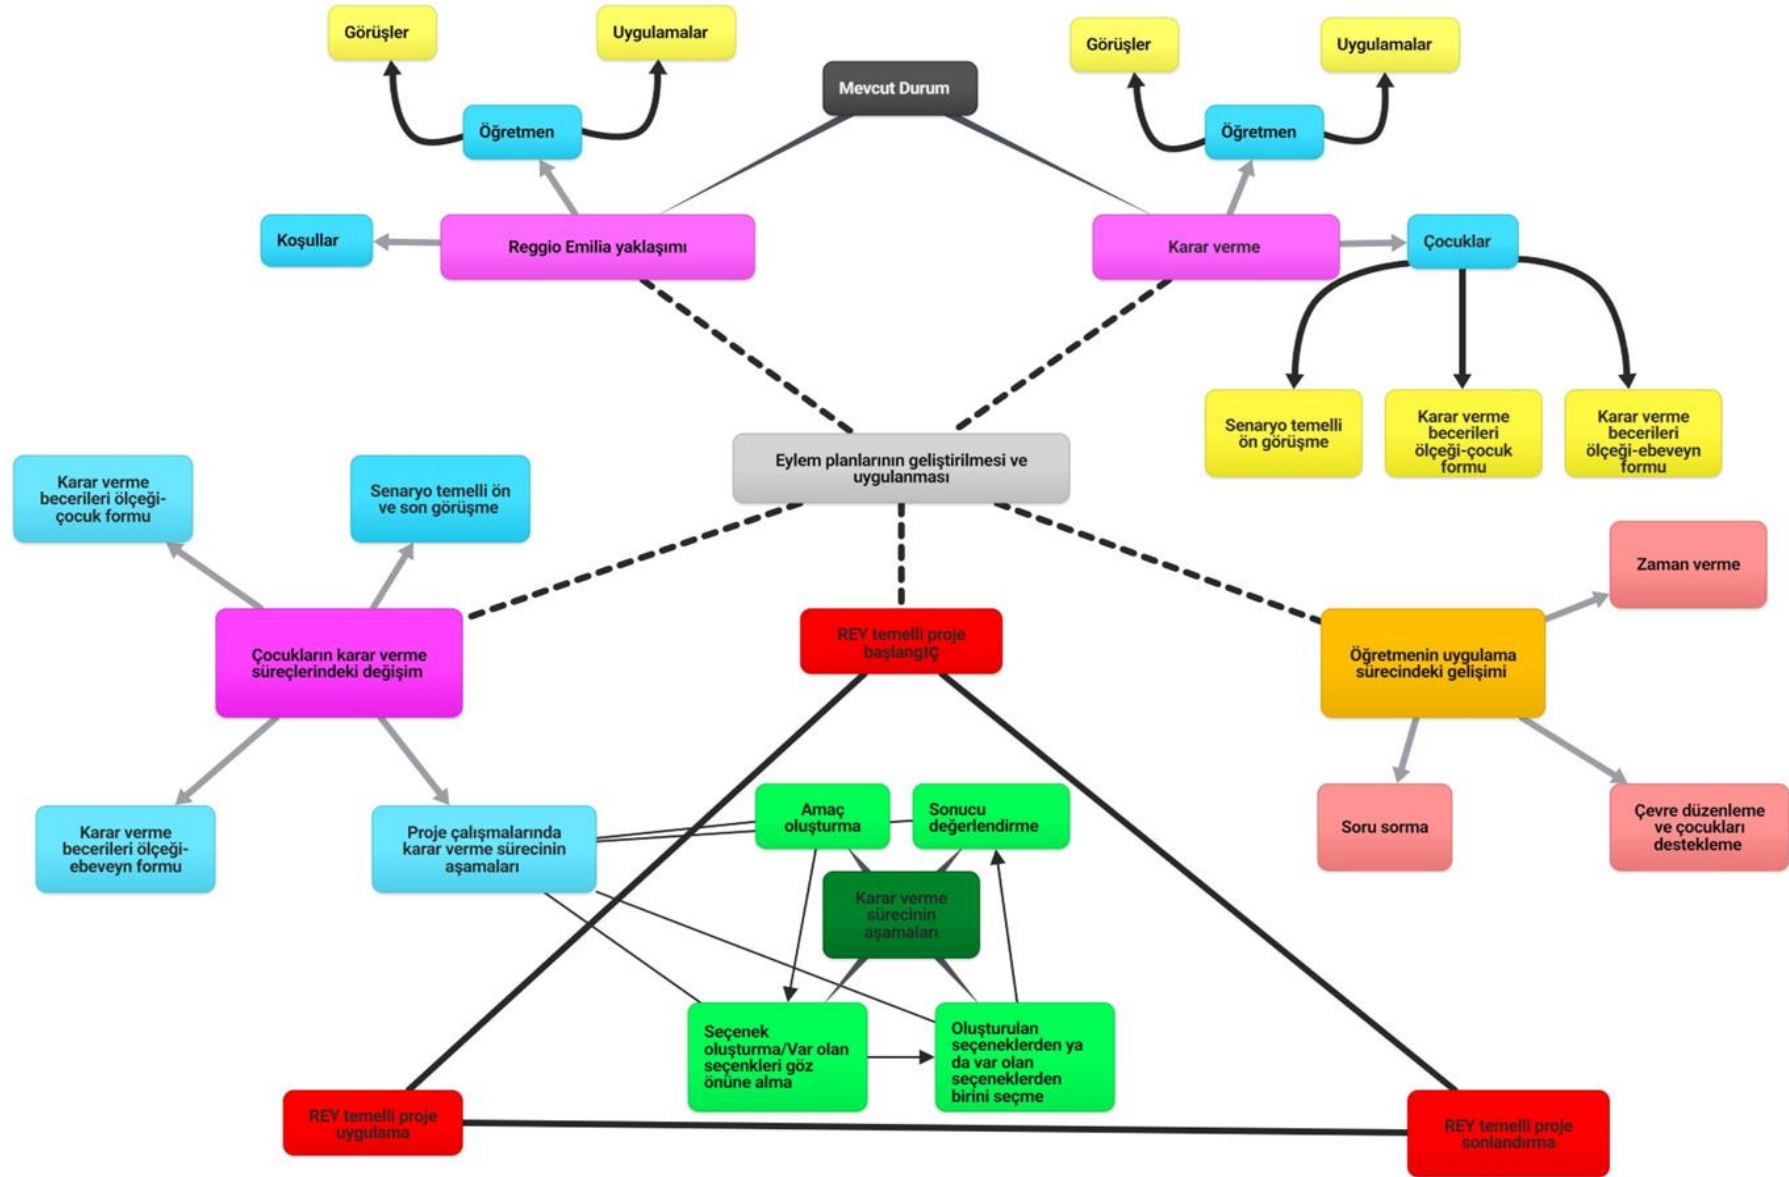 Görüşler
Uygulamalar
Mevcut Durum
Görüşler
Uygulamalar
Öğretmen
Öğretmen
Koşullar
Reggio Emilia yaklaşımı
Karar verme
Çocuklar
Senaryo temelli
ön görüşme
Karar verme
becerileri
ölçeği-çocuk
formu
Karar verme
becerileri
ölçeği-ebeveyn
formu
Eylem planlarının geliştirilmesi ve
uygulanması
Karar verme
becerileri ölçeği-
çocuk formu
Senaryo temelli ön
ve son görüşme
Zaman verme
Çocukların karar verme
süreçlerindeki değişim
REY temelli proje
başlangIÇ
Öğretmenin uygulama
sürecindeki gelişimi
Karar verme
becerileri ölçeği-
ebeveyn formu
Proje çalışmalarında
karar verme sürecinin
aşamaları
Amaç
oluşturma
Sonucu
değerlendirme
Soru sorma
Çevre düzenleme
ve çocukları
destekleme
Karar verme
sürecinin
aşamaları
Seçenek
oluşturma/Var olan
seçenkleri göz
önüne alma
Oluşturulan
seçeneklerden ya
da var olan
seçeneklerden
birini seçme
REY temelli proje
uygulama
REY temelli proje
sonlandırma